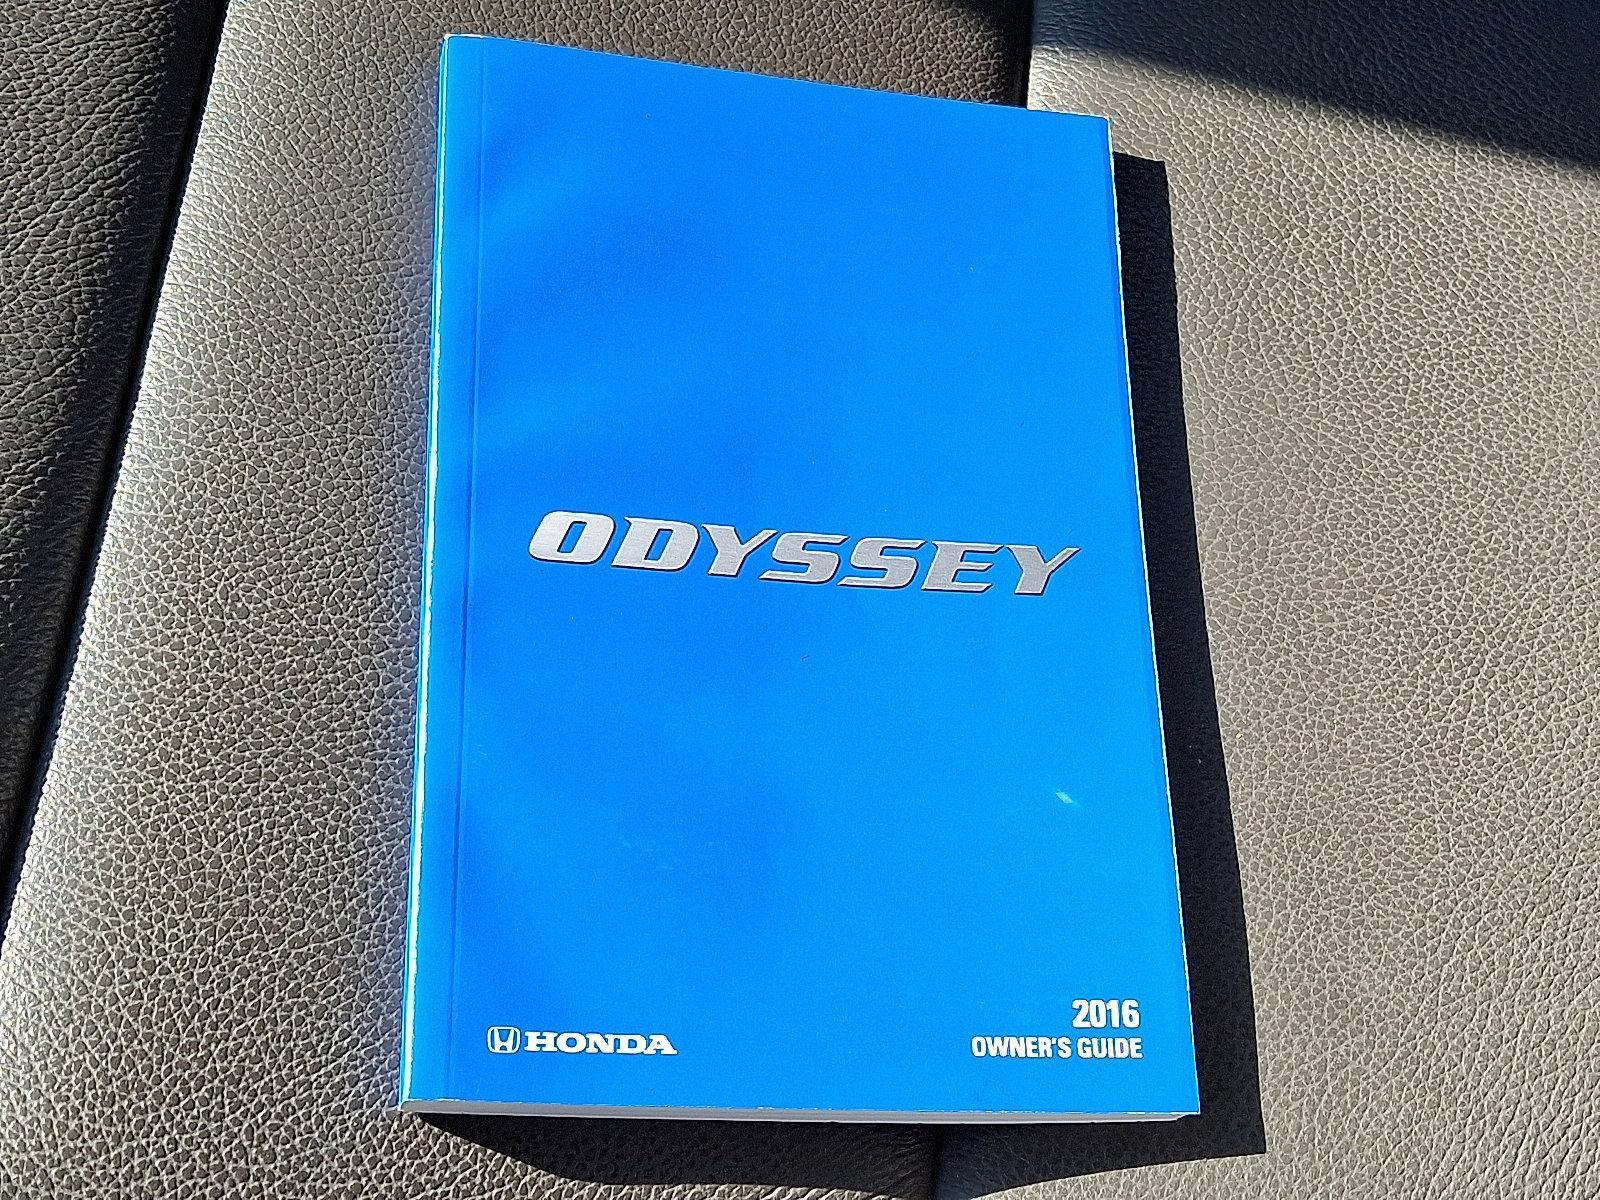 ODYSSEY
HONDA
2016
OWNER'S GUIDE